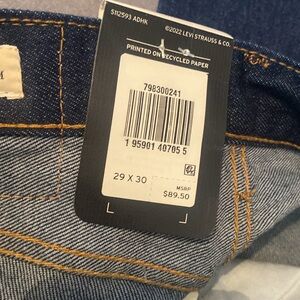 5112593 ADHK
©2022 LEVI STRAUSS & CO.
PRINTED ON RECYCLED PAPER
798300241
1 95901 40705 5
29 X 30
MSRP
$89.50